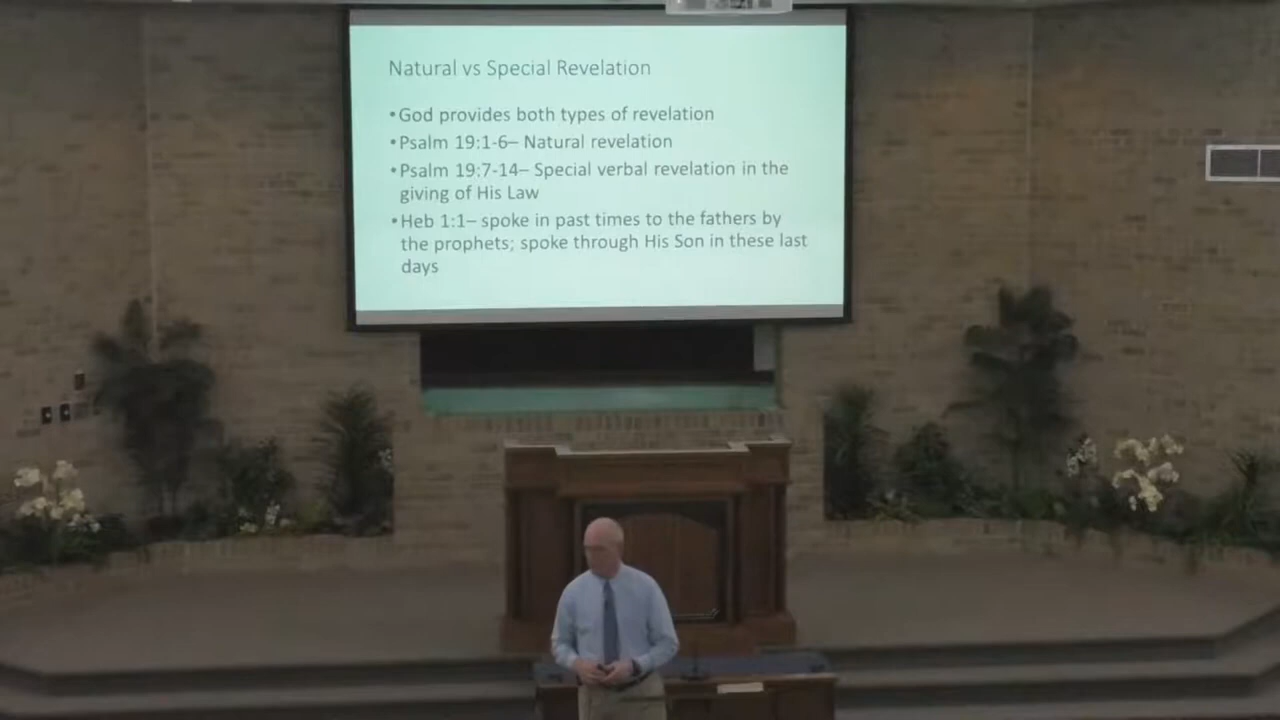 Natural vs Special Revelation
•God provides both types of revelation
•Psalm 19:1-6– Natural revelation
•Psalm 19:7-14– Special verbal revelation in the
giving of His Law
•Heb 1:1– spoke in past times to the fathers by
the prophets; spoke through His Son in these last
days